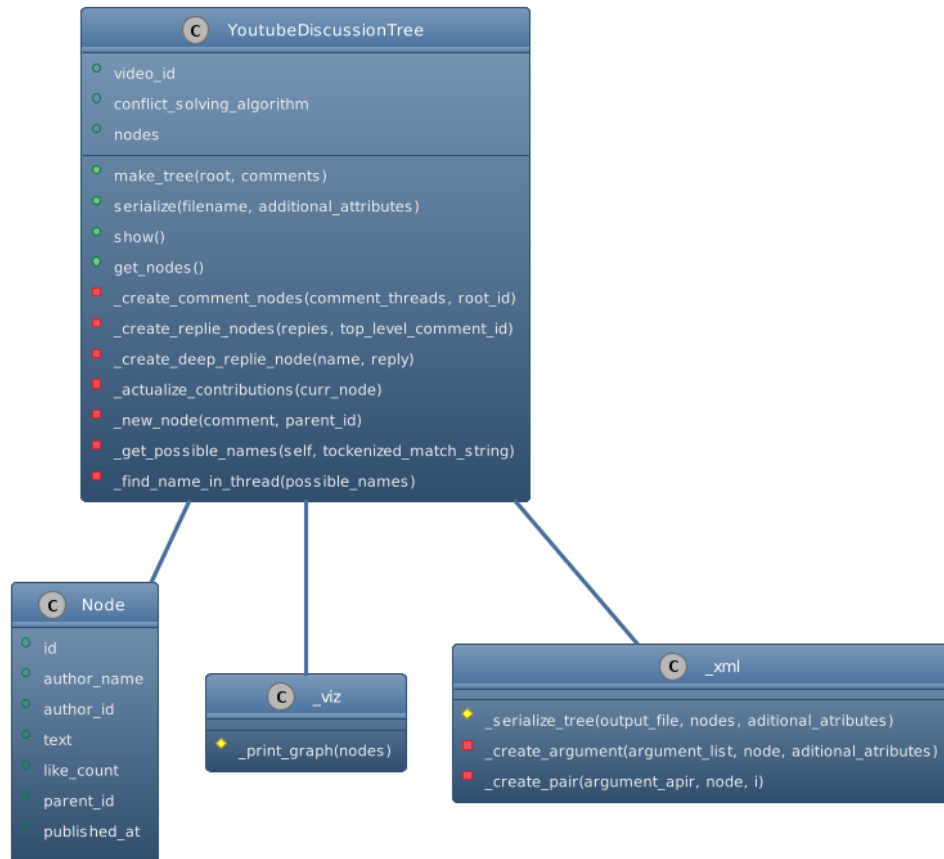 C YoutubeDiscussionTree
video_id
conflict_solving_algorithm
nodes
make_tree(root, comments)
serialize(filename, additional_attributes)
show()
get_nodes()
_create_comment_nodes(comment_threads, root_id)
_create_replie_nodes(repies, top_level_comment_id)
_create_deep_replie_node(name, reply)
_actualize_contributions(curr_node)
_new_node(comment, parent_id)
_get_possible_names(self, tockenized_match_string)
_find_name_in_thread(possible_names)
C Node
id
author_name
author_id
text
like_count
parent_id
published_at
C _viz
_print_graph(nodes)
C _xml
_serialize_tree(output_file, nodes, aditional_atributes)
_create_argument(argument_list, node, aditional_atributes)
_create_pair(argument_apir, node, i)